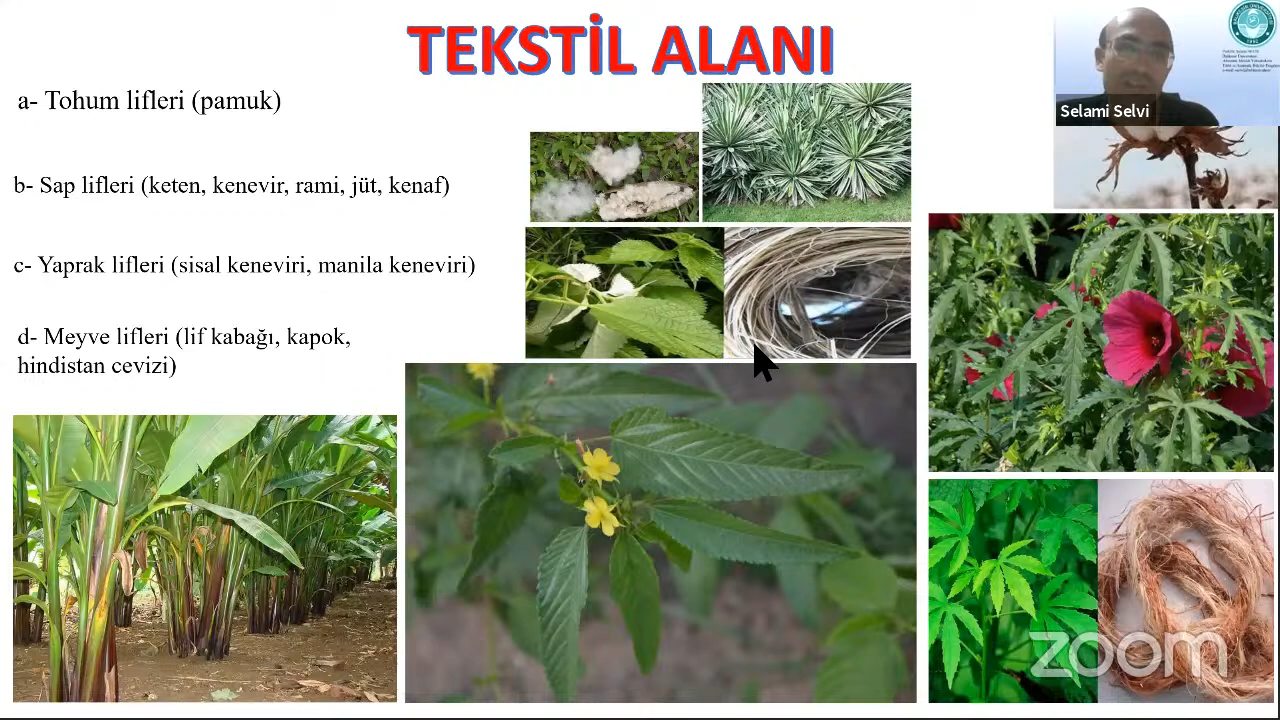 TEKSTİL ALANI
a- Tohum lifleri (pamuk)
b- Sap lifleri (keten, kenevir, rami, jüt, kenaf)
c- Yaprak lifleri (sisal keneviri, manila keneviri)
d- Meyve lifleri (lif kabağı, kapok,
hindistan cevizi)
Selami Selvi
zoom